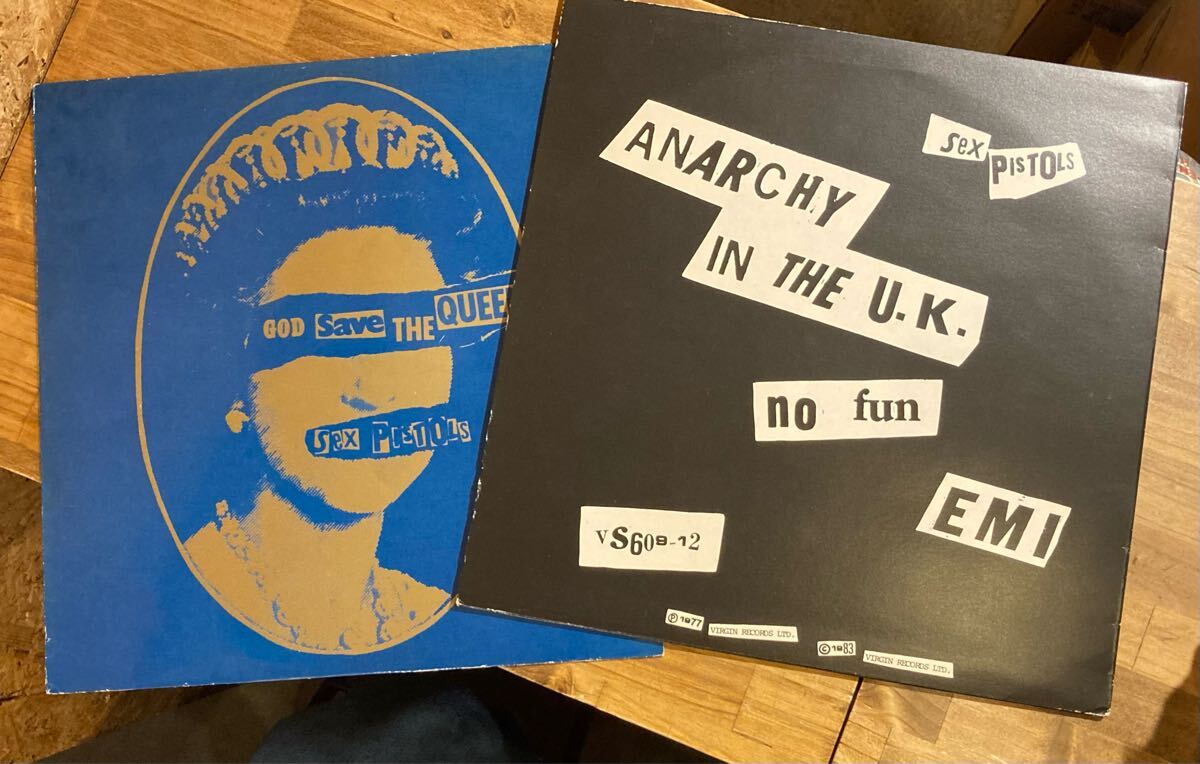 GOD Save THE QUEE
Sex PISTOLS
ANARCHY
IN THE U.K.
sex
PISTOLS
no fun
EMI
VS609-12
℗ 1977 VIRGIN RECORDS LTD.
© 1983 VIRGIN RECORDS LTD.